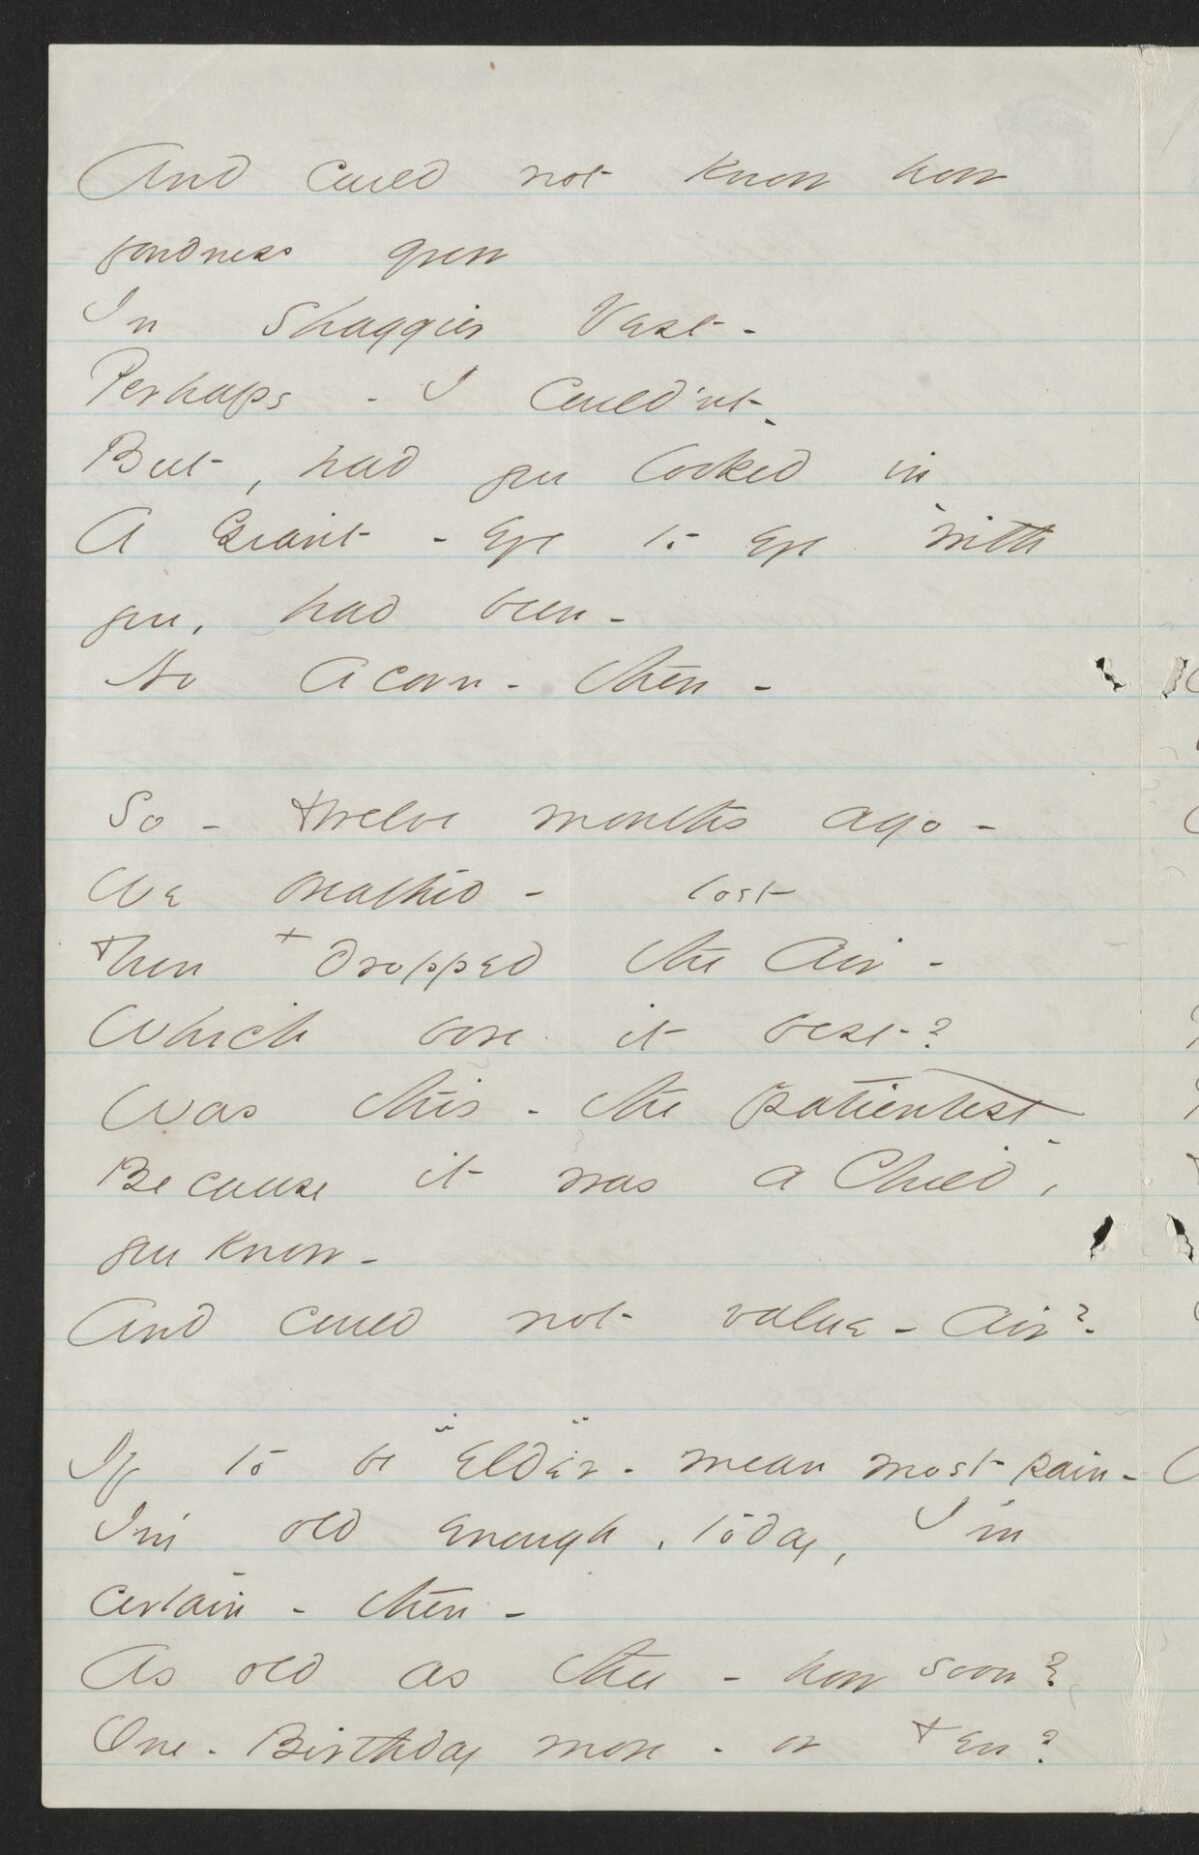 And could not know how
fondness grew
In Shaggier Vest -
Perhaps - I could'nt -
But, had you looked in -
A Giant - eye to eye with
you, had been -
No Acorn - then -
So - Twelve months ago -
We breathed - lost
Then + dropped the Air -
Which bore it best?
Was this - the patientest -
Because it was a Child,
you know -
And could not value - Air?
If to be "Elder" - mean most pain -
I'm old enough, today, I'm
certain - then -
As old as thee - how soon?
One - Birthday more - or Ten?